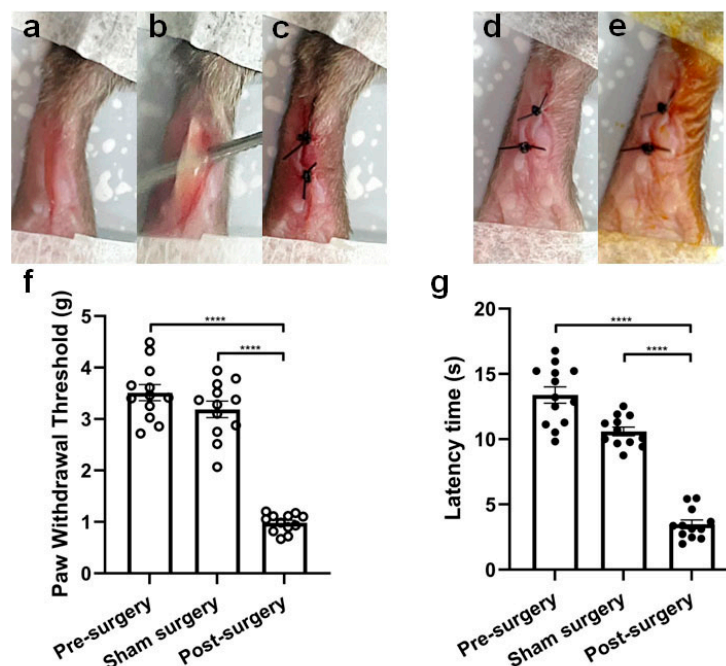 a
b
c
d
e
f
Paw Withdrawal Threshold (g)
5
4
3
2
1
0
****
****
Pre-surgery
Sham surgery
Post-surgery
g
Latency time (s)
20
15
10
5
0
****
****
Pre-surgery
Sham surgery
Post-surgery